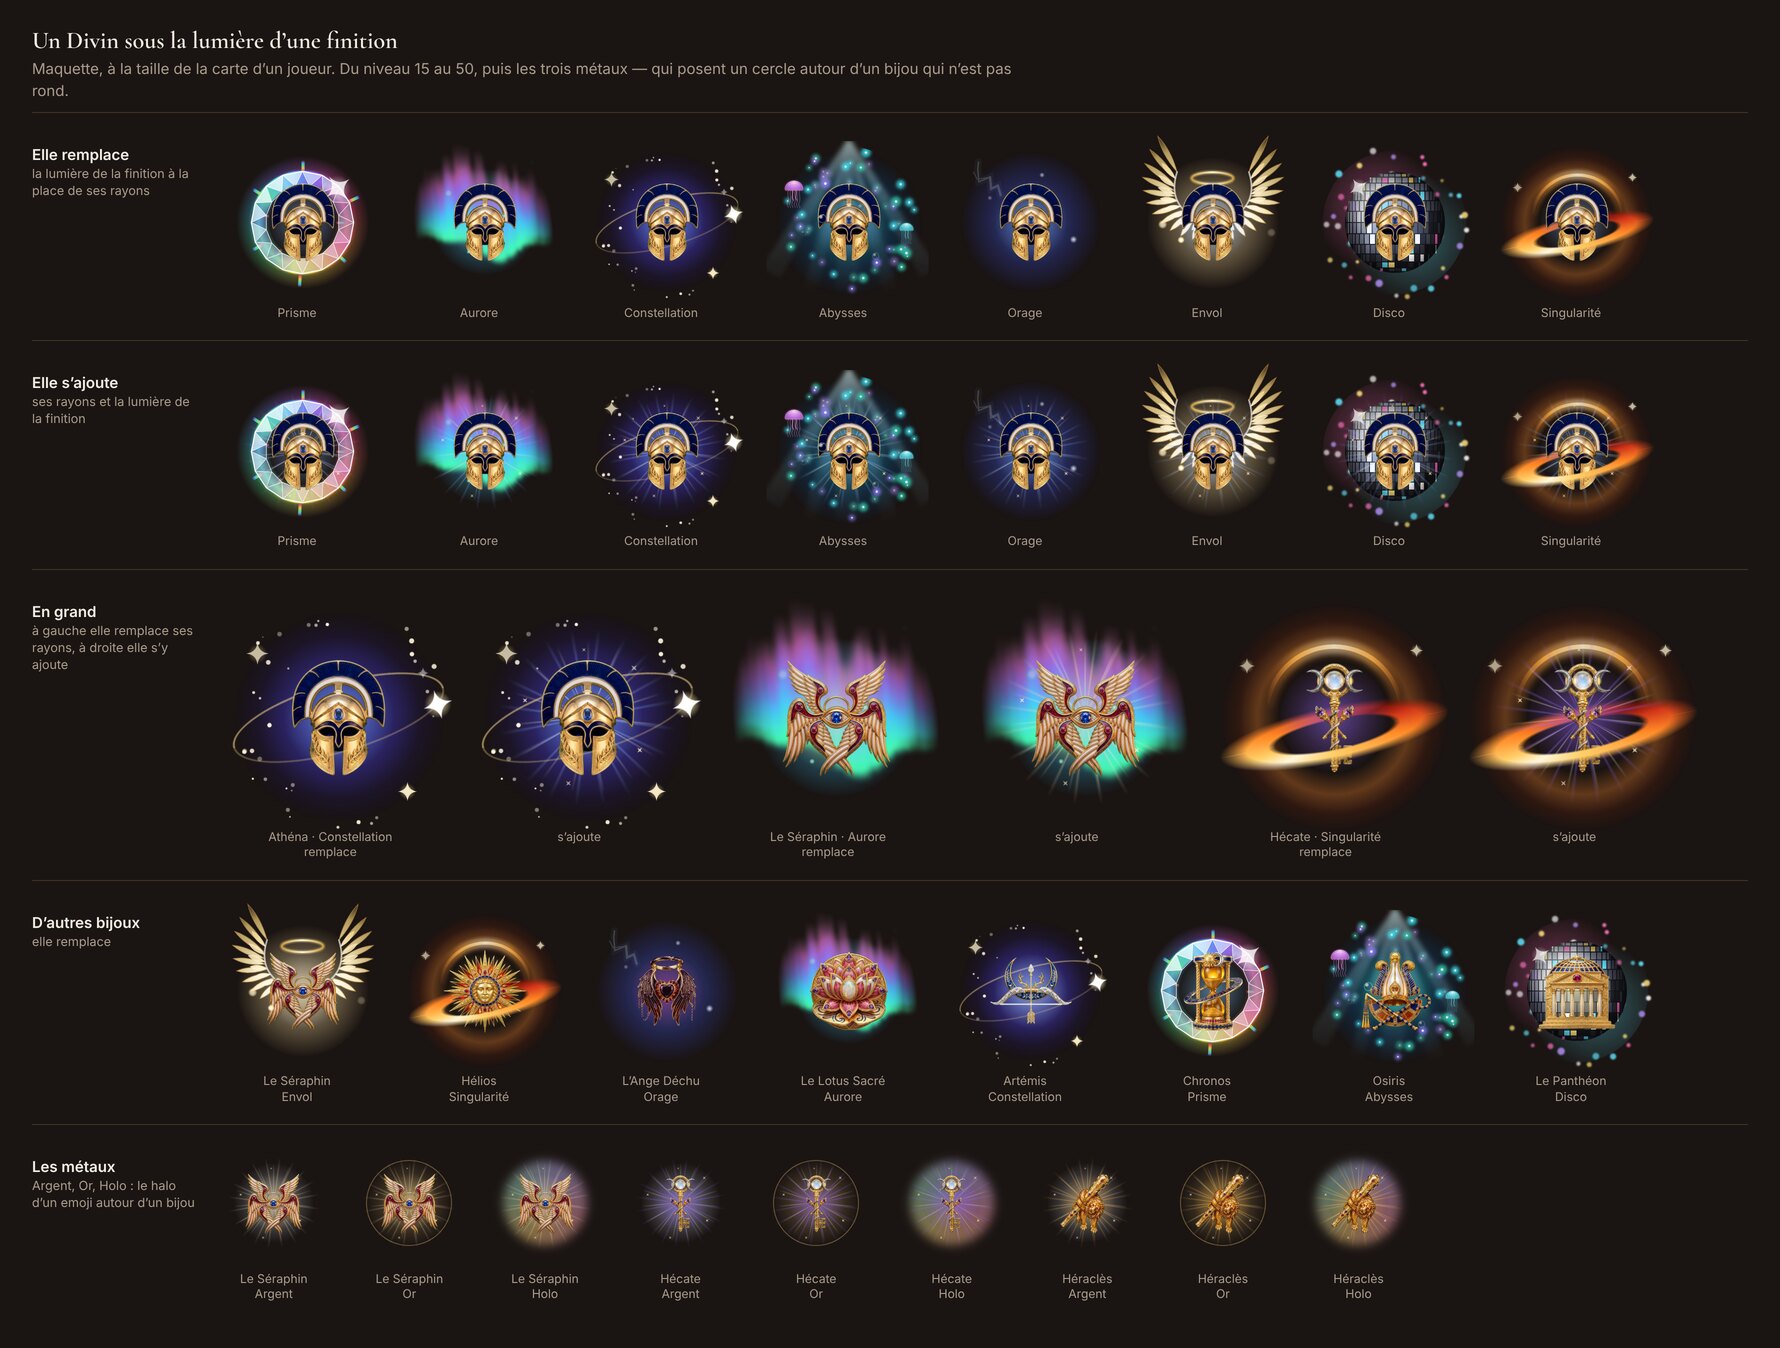 Un Divin sous la lumière d’une finition
Maquette, à la taille de la carte d’un joueur. Du niveau 15 au 50, puis les trois métaux — qui posent un cercle autour d’un bijou qui n’est pas
rond.
Elle remplace
la lumière de la finition à la
place de ses rayons
Prisme
Aurore
Constellation
Abysses
Orage
Envol
Disco
Singularité
Elle s’ajoute
ses rayons et la lumière de
la finition
Prisme
Aurore
Constellation
Abysses
Orage
Envol
Disco
Singularité
En grand
à gauche elle remplace ses
rayons, à droite elle s’y
ajoute
Athéna · Constellation
remplace
s’ajoute
Le Séraphin · Aurore
remplace
s’ajoute
Hécate · Singularité
remplace
s’ajoute
D’autres bijoux
elle remplace
Le Séraphin
Envol
Hélios
Singularité
L’Ange Déchu
Orage
Le Lotus Sacré
Aurore
Artémis
Constellation
Chronos
Prisme
Osiris
Abysses
Le Panthéon
Disco
Les métaux
Argent, Or, Holo : le halo
d’un emoji autour d’un bijou
Le Séraphin
Argent
Le Séraphin
Or
Le Séraphin
Holo
Hécate
Argent
Hécate
Or
Hécate
Holo
Héraclès
Argent
Héraclès
Or
Héraclès
Holo